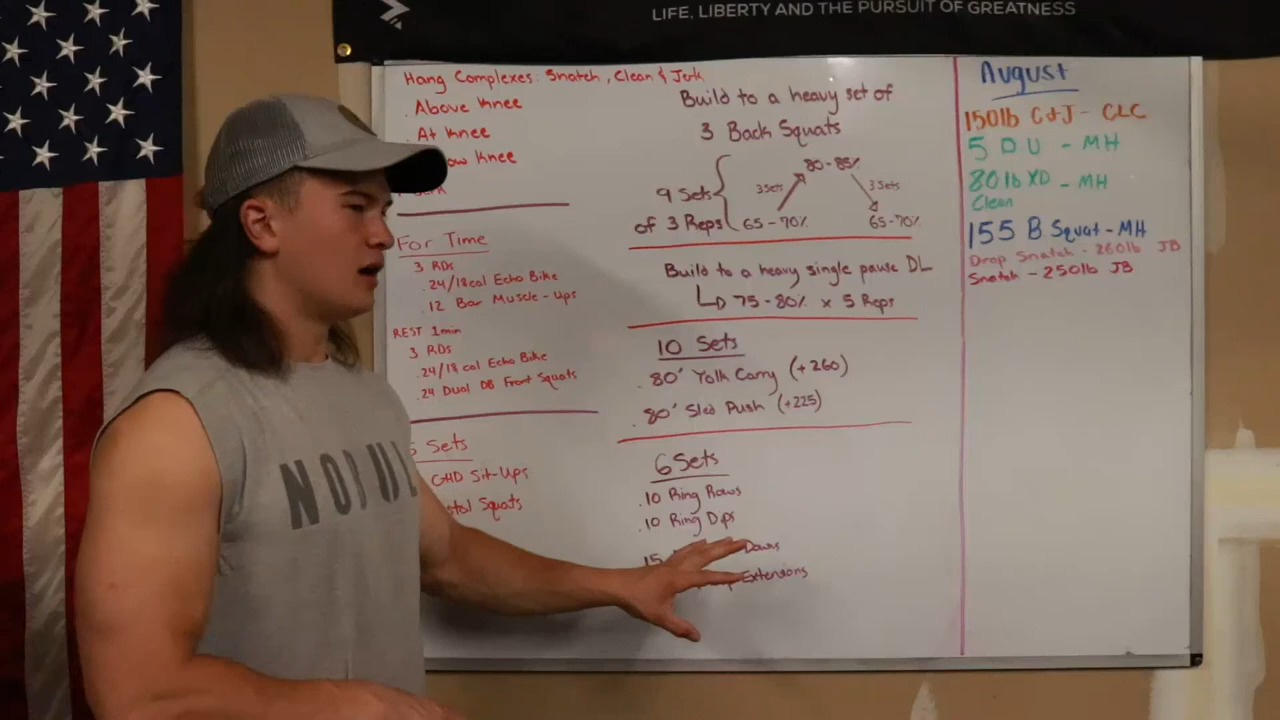 LIFE, LIBERTY AND THE PURSUIT OF GREATNESS
Hang Complexes: Snatch, Clean & Jerk
. Above Knee
. At Knee
Knee
For Time
3 RDs
. 24/18cal Echo Bike
. 12 Bar Muscle-Ups
REST 1min
3 RDs
. 24/18 cal Echo Bike
. 24 Dual DB Front Squats
Sets
GHD Sit-Ups
Squats
Build to a heavy set of
3 Back Squats
80-85%
9 Sets
3 Sets
3 Sets
of 3 Reps
65-70%
65-70%
Build to a heavy single pause DL
75-80% x 5 Reps
10 Sets
. 80' Yolk Carry (+260)
. 80' Sled Push (+225)
6 Sets
. 10 Ring Rows
. 10 Ring Dips
15
Downs
Extensions
August
150lb C+J - CLC
5 DU - MH
80lb XD - MH
Clean
155 B Squat - MH
Drop Snatch - 260lb JB
Snatch - 250lb JB
NOBULL